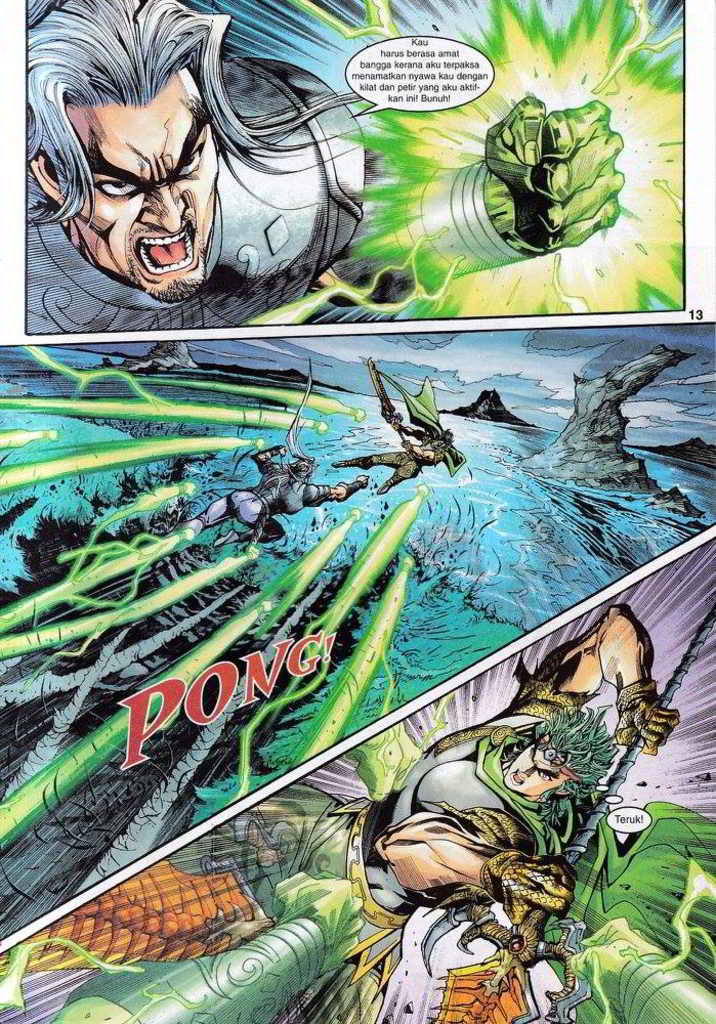 Kau
harus berasa amat
bangga kerana aku terpaksa
menamatkan nyawa kau dengan
kilat dan petir yang aku aktif-
kan ini! Bunuh!
13
PONG!
Teruk!